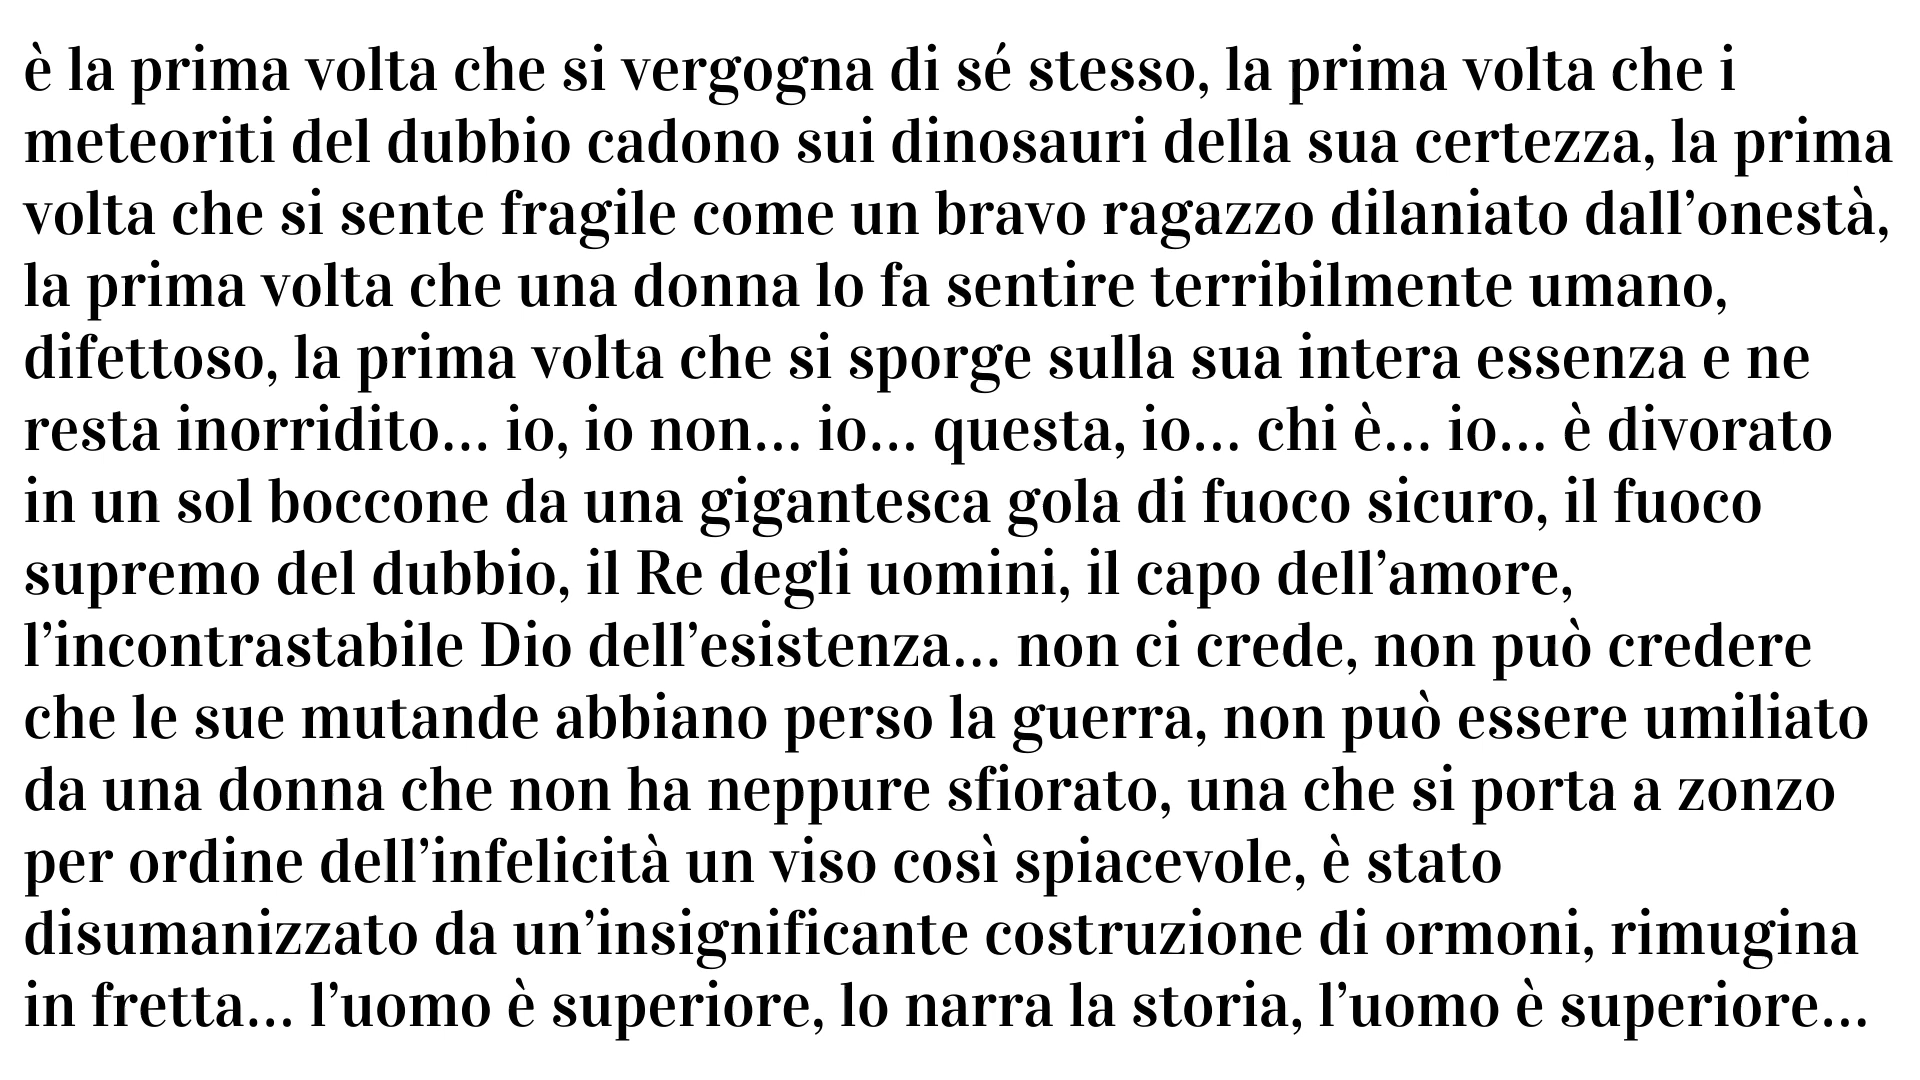 è la prima volta che si vergogna di sé stesso, la prima volta che i
meteoriti del dubbio cadono sui dinosauri della sua certezza, la prima
volta che si sente fragile come un bravo ragazzo dilaniato dall’onestà,
la prima volta che una donna lo fa sentire terribilmente umano,
difettoso, la prima volta che si sporge sulla sua intera essenza e ne
resta inorridito… io, io non… io… questa, io… chi è… io… è divorato
in un sol boccone da una gigantesca gola di fuoco sicuro, il fuoco
supremo del dubbio, il Re degli uomini, il capo dell’amore,
l’incontrastabile Dio dell’esistenza… non ci crede, non può credere
che le sue mutande abbiano perso la guerra, non può essere umiliato
da una donna che non ha neppure sfiorato, una che si porta a zonzo
per ordine dell’infelicità un viso così spiacevole, è stato
disumanizzato da un’insignificante costruzione di ormoni, rimugina
in fretta… l’uomo è superiore, lo narra la storia, l’uomo è superiore…